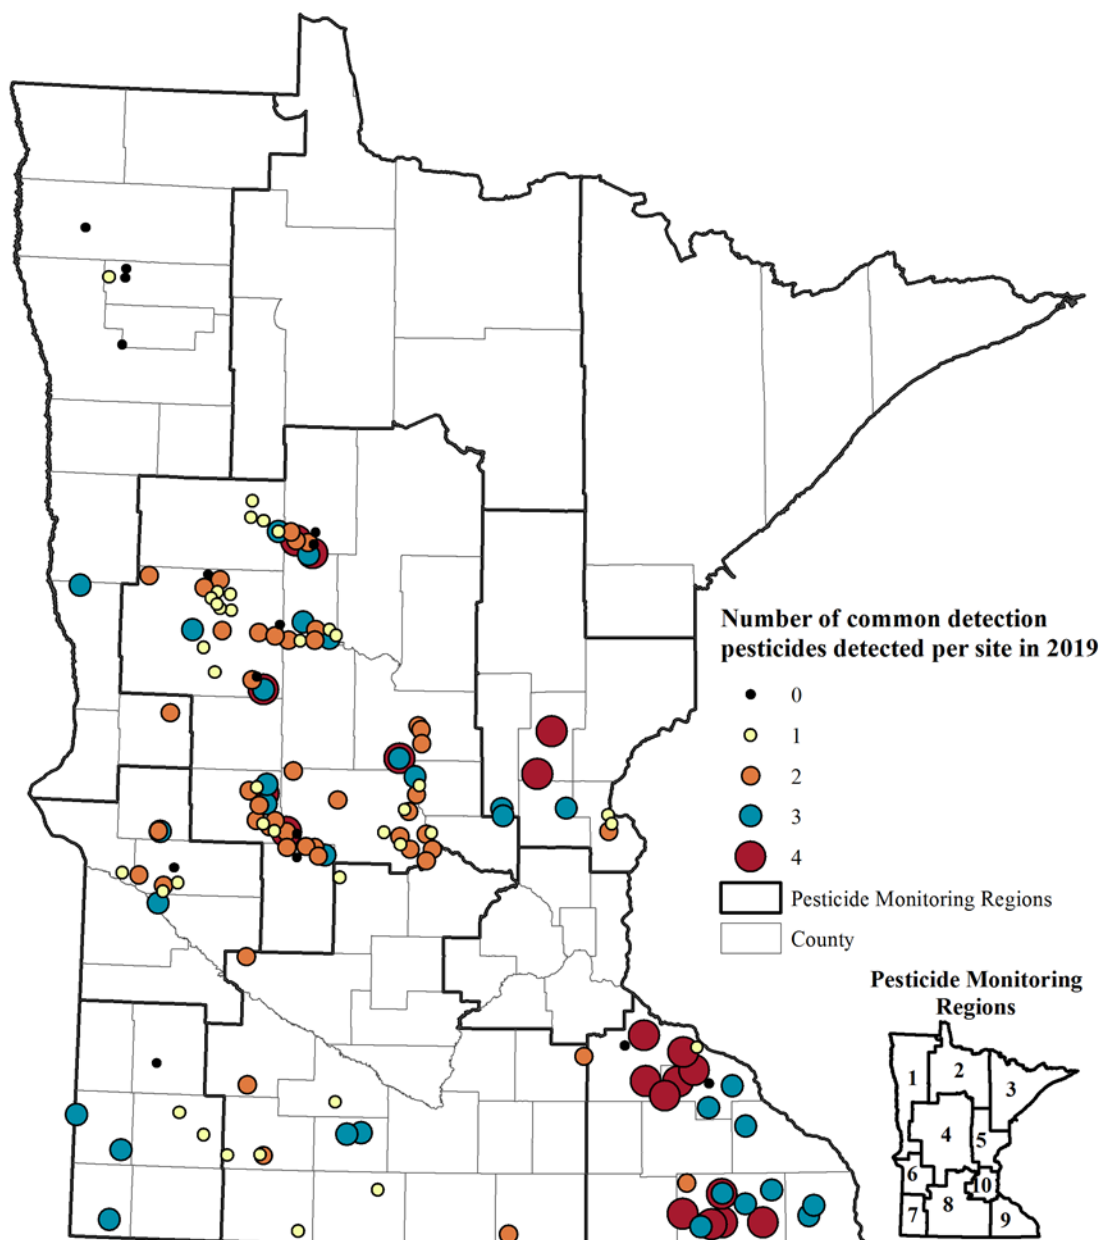 Number of common detection
pesticides detected per site in 2019
0
1
2
3
4
Pesticide Monitoring Regions
County
Pesticide Monitoring
Regions
1
2
3
4
5
6
10
7
8
9